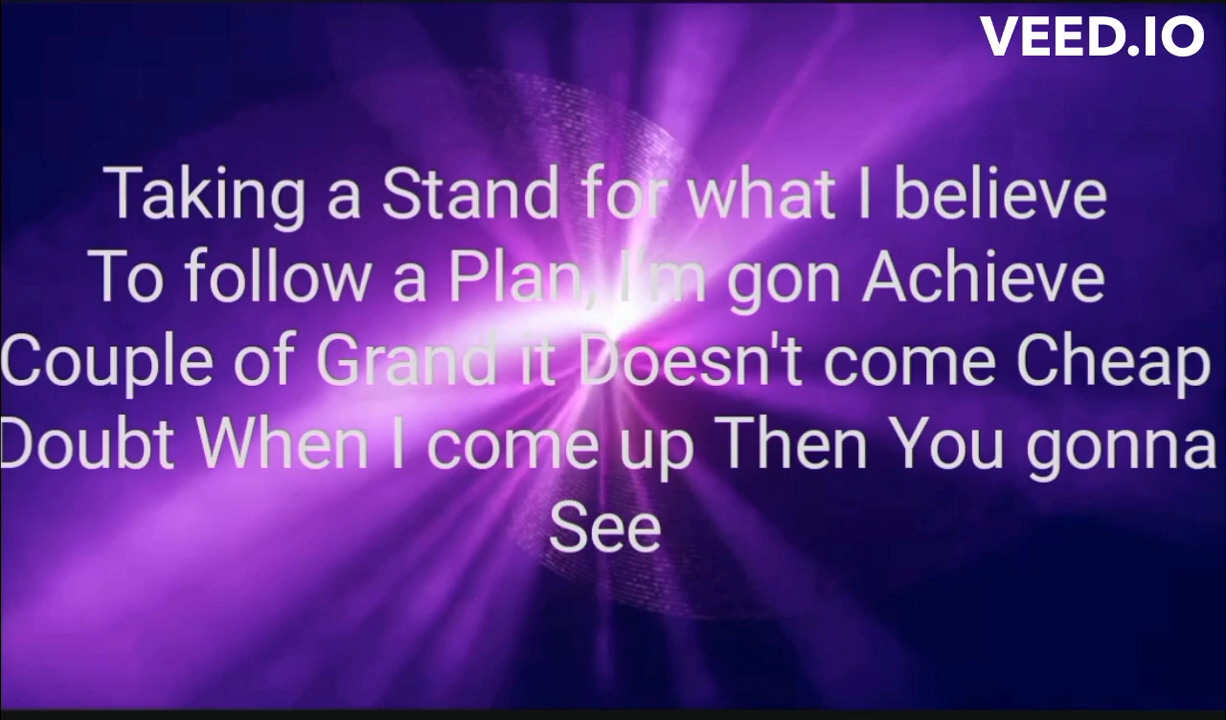 VEED.IO
Taking a Stand for what I believe
To follow a Plan, I'm gon Achieve
Couple of Grand it Doesn't come Cheap
Doubt When I come up Then You gonna
See